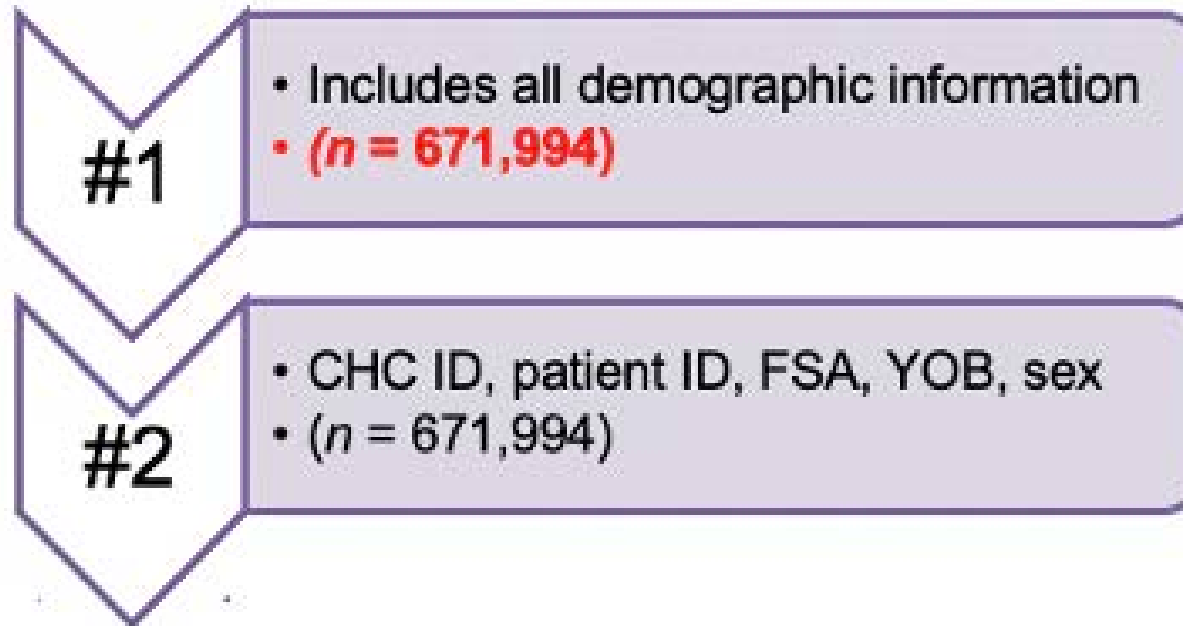 #1
• Includes all demographic information
• (n = 671,994)
#2
• CHC ID, patient ID, FSA, YOB, sex
• (n = 671,994)